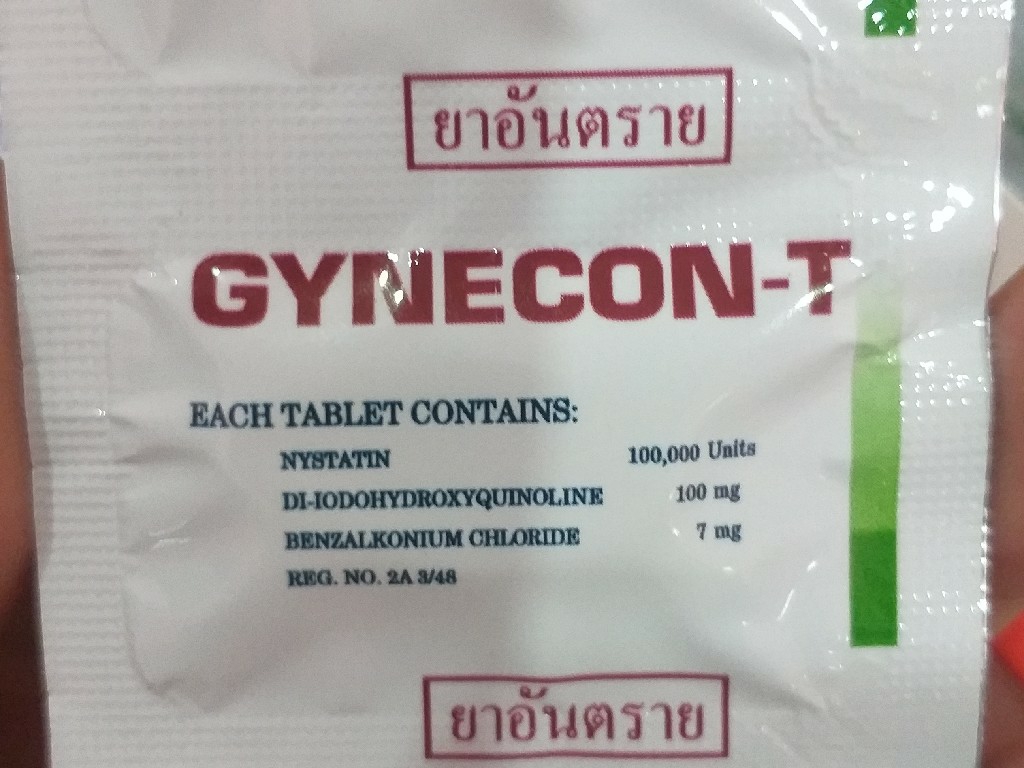 ยาอันตราย
GYNECON-T
EACH TABLET CONTAINS:
NYSTATIN 100,000 Units
DI-IODOHYDROXYQUINOLINE 100 mg
BENZALKONIUM CHLORIDE 7 mg
REG. NO. 2A 3/48
ยาอันตราย